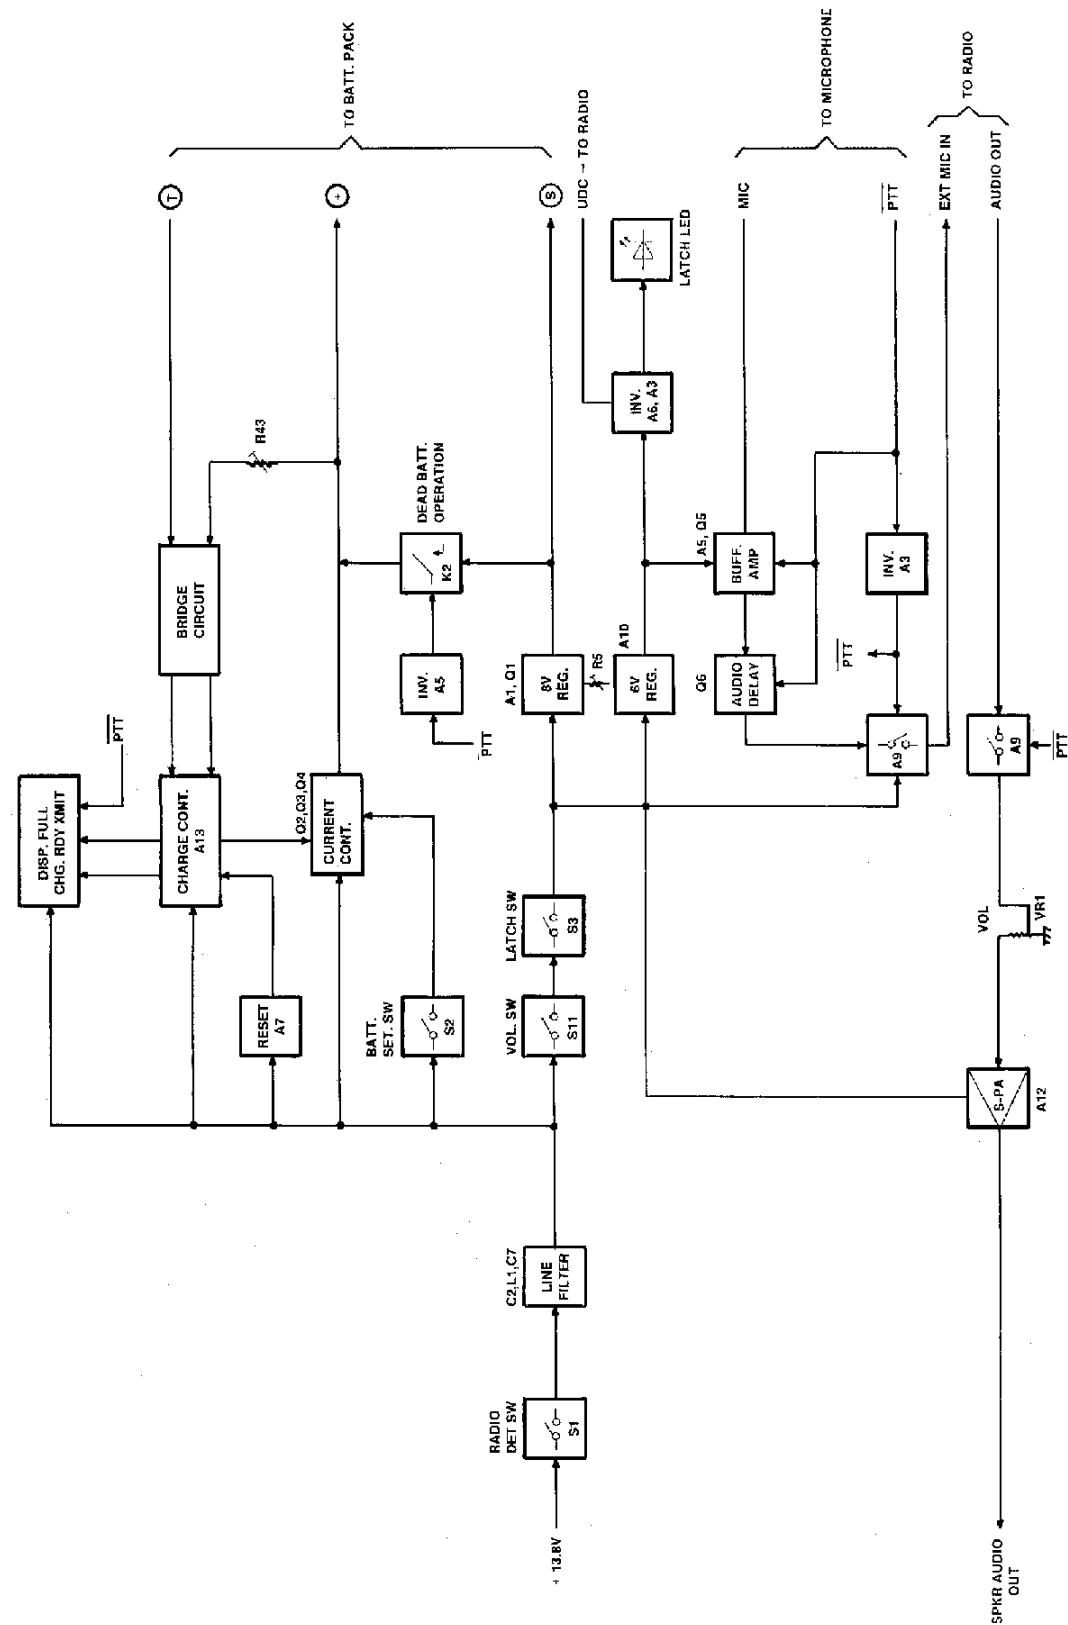 TO BATT. PACK
TO RADIO
TO MICROPHONE
TO RADIO
T
+
S
UDC → TO RADIO
LATCH LED
MIC
PTT
EXT MIC IN
AUDIO OUT
R43
DEAD BATT.
OPERATION
INV.
A6, A3
BRIDGE
CIRCUIT
K2
A5, Q5
BUFF.
AMP
INV.
A3
INV.
A5
PTT
A1, Q1
8V
REG.
R5
A10
6V
REG.
Q6
AUDIO
DELAY
PTT
PTT
A9
A9
PTT
DISP. FULL
CHG. RDY XMIT
CHARGE CONT.
A13
Q2,Q3,Q4
CURRENT
CONT.
LATCH SW
S3
VOL
VR1
RESET
A7
BATT.
SET. SW
S2
VOL. SW
S11
S-PA
A12
C2,L1,C7
LINE
FILTER
RADIO
DET SW
S1
+ 13.8V
SPKR AUDIO
OUT